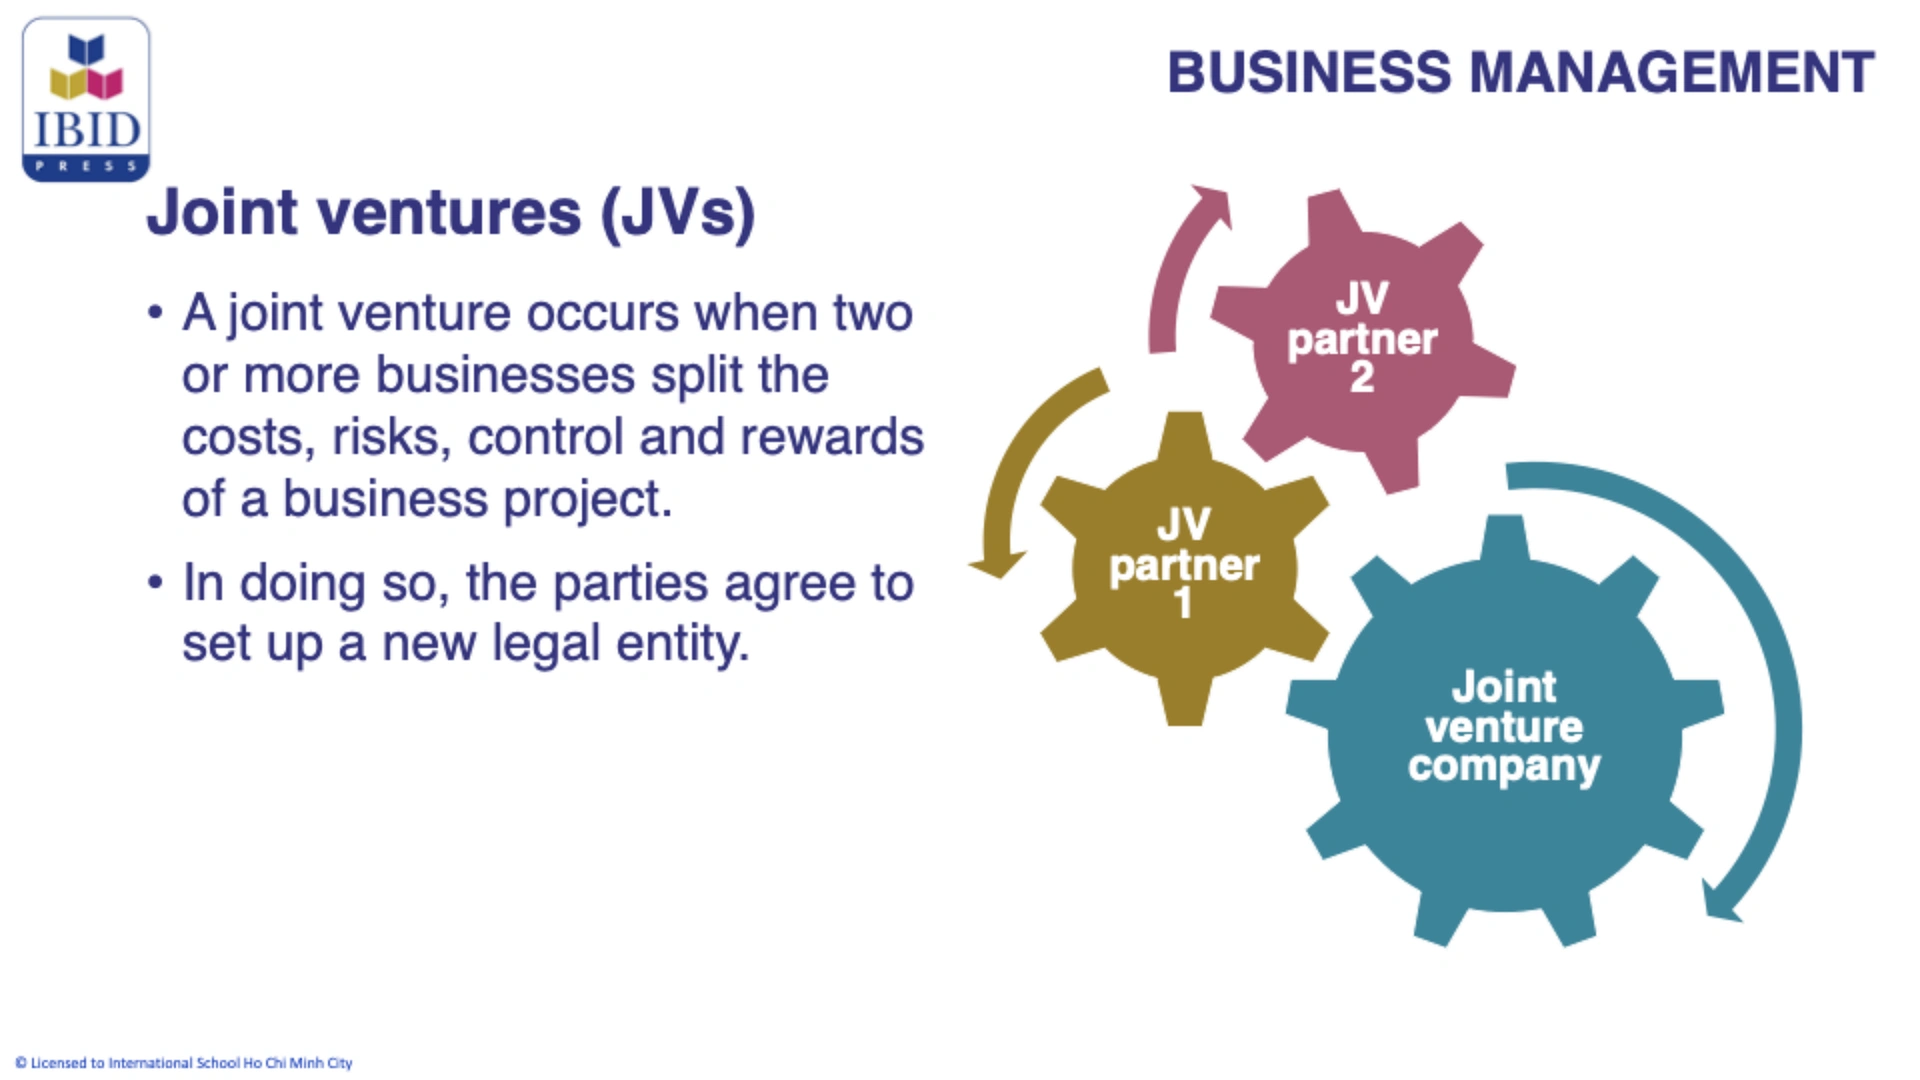 IBID
PRESS
BUSINESS MANAGEMENT
Joint ventures (JVs)
• A joint venture occurs when two
or more businesses split the
costs, risks, control and rewards
of a business project.
• In doing so, the parties agree to
set up a new legal entity.
JV
partner
2
JV
partner
1
Joint
venture
company
© Licensed to International School Ho Chi Minh City